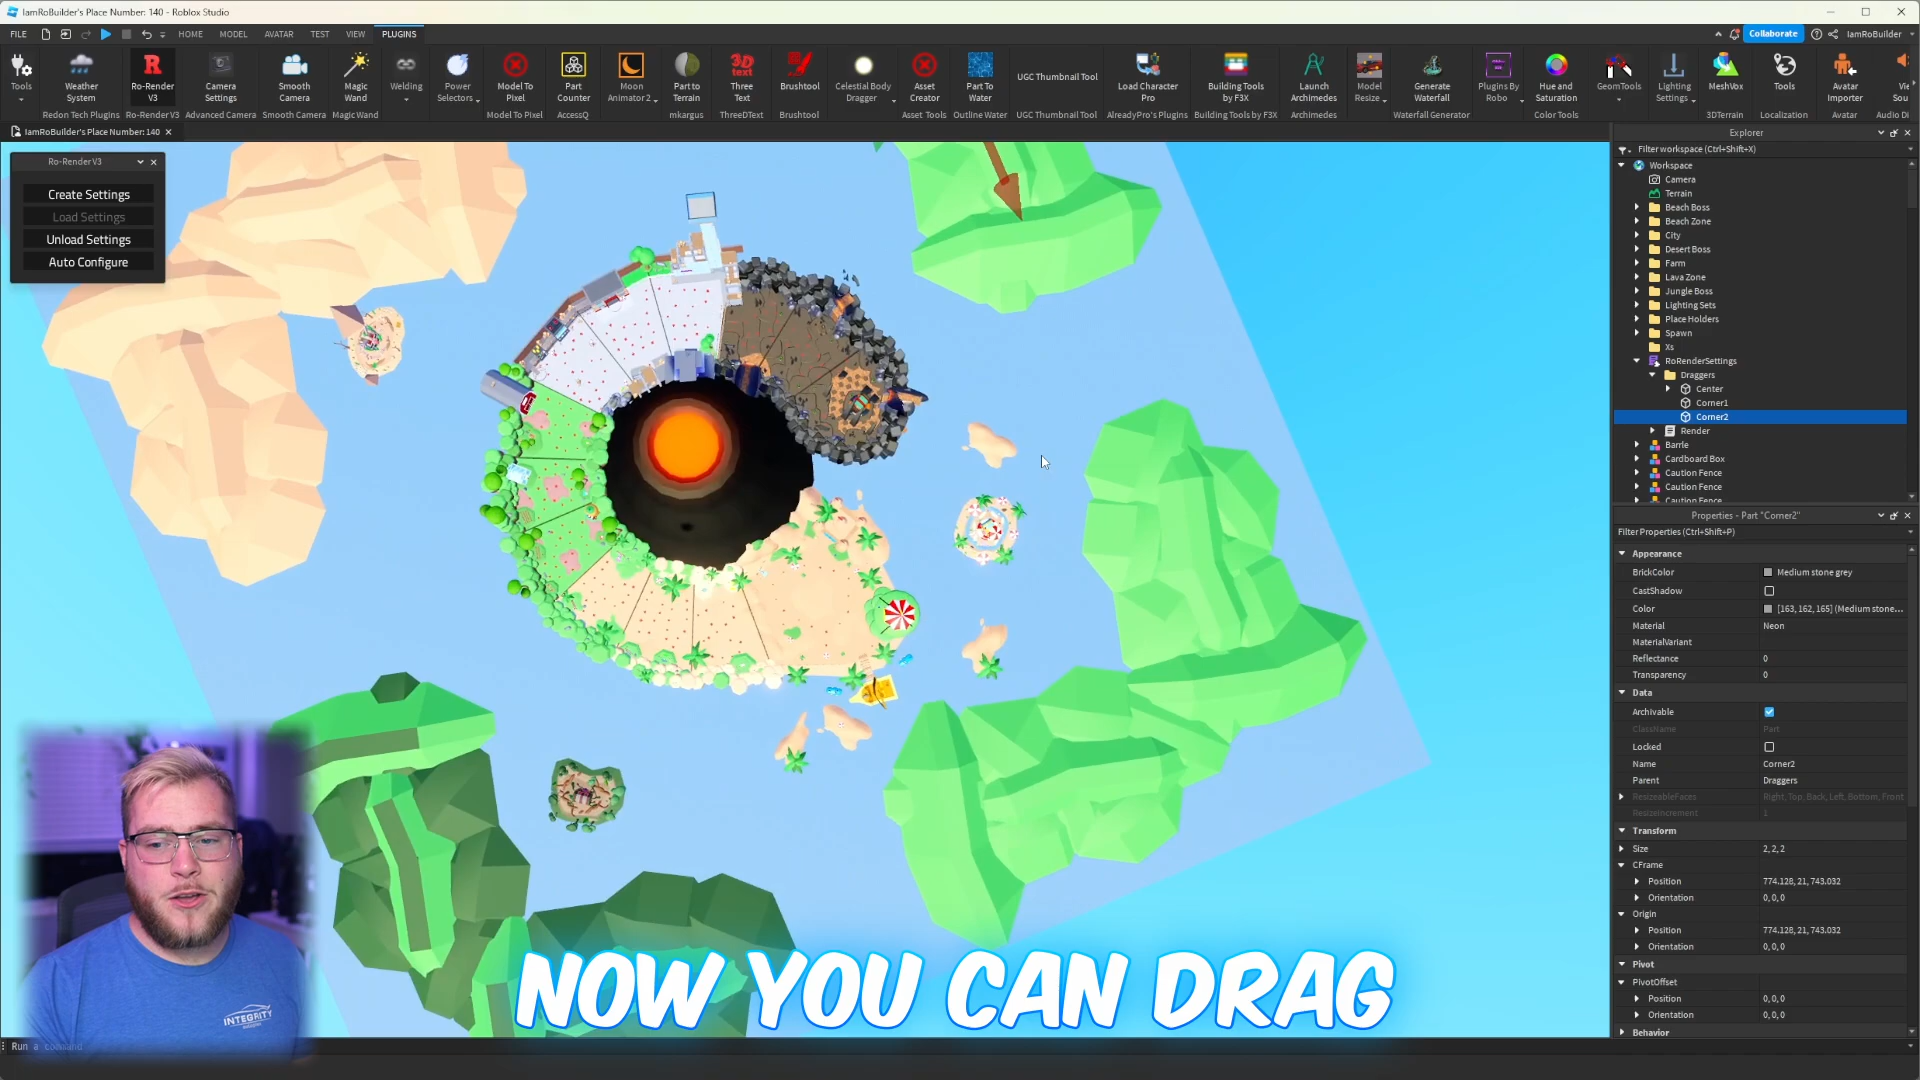 IamRoBuilder's Place Number: 140 - Roblox Studio
FILE HOME MODEL AVATAR TEST VIEW PLUGINS
Collaborate
IamRoBuilder
Tools
Weather System
Ro-Render V3
Camera Settings
Smooth Camera
Magic Wand
Welding
Power Selectors
Model To Pixel
Part Counter
Moon Animator 2
Part to Terrain
3D text
Three Text
Brushtool
Celestial Body Dragger
Asset Creator
Part To Water
UGC Thumbnail Tool
Load Character Pro
Building Tools by F3X
Launch Archimedes
Model Resize
Generate Waterfall
Plugins By Robo
Hue and Saturation
GeomTools
Lighting Settings
MeshVox
Tools
Avatar Importer
Redon Tech Plugins
Ro-Render V3
Advanced Camera
Smooth Camera
Magic Wand
Model To Pixel
AccessQ
mkargus
ThreeDText
Brushtool
Asset Tools
Outline Water
UGC Thumbnail Tool
AlreadyPro's Plugins
Building Tools by F3X
Archimedes
Waterfall Generator
Color Tools
3DTerrain
Localization
Avatar
IamRoBuilder's Place Number: 140
Ro-Render V3
Create Settings
Load Settings
Unload Settings
Auto Configure
Explorer
Filter workspace (Ctrl+Shift+X)
Workspace
Camera
Terrain
Beach Boss
Beach Zone
City
Desert Boss
Farm
Lava Zone
Jungle Boss
Lighting Sets
Place Holders
Spawn
Xs
RoRenderSettings
Draggers
Center
Corner1
Corner2
Render
Barrle
Cardboard Box
Caution Fence
Caution Fence
Caution Fence
Properties - Part "Corner2"
Filter Properties (Ctrl+Shift+P)
Appearance
BrickColor Medium stone grey
CastShadow
Color [163, 162, 165] (Medium stone...
Material Neon
MaterialVariant
Reflectance 0
Transparency 0
Data
Archivable
ClassName Part
Locked
Name Corner2
Parent Draggers
ResizeableFaces Right, Top, Back, Left, Bottom, Front
ResizeIncrement 1
Transform
Size 2, 2, 2
CFrame
Position 774.128, 21, 743.032
Orientation 0, 0, 0
Origin
Position 774.128, 21, 743.032
Orientation 0, 0, 0
Pivot
PivotOffset
Position 0, 0, 0
Orientation 0, 0, 0
Behavior
INTEGRITY
NOW YOU CAN DRAG
Run a command